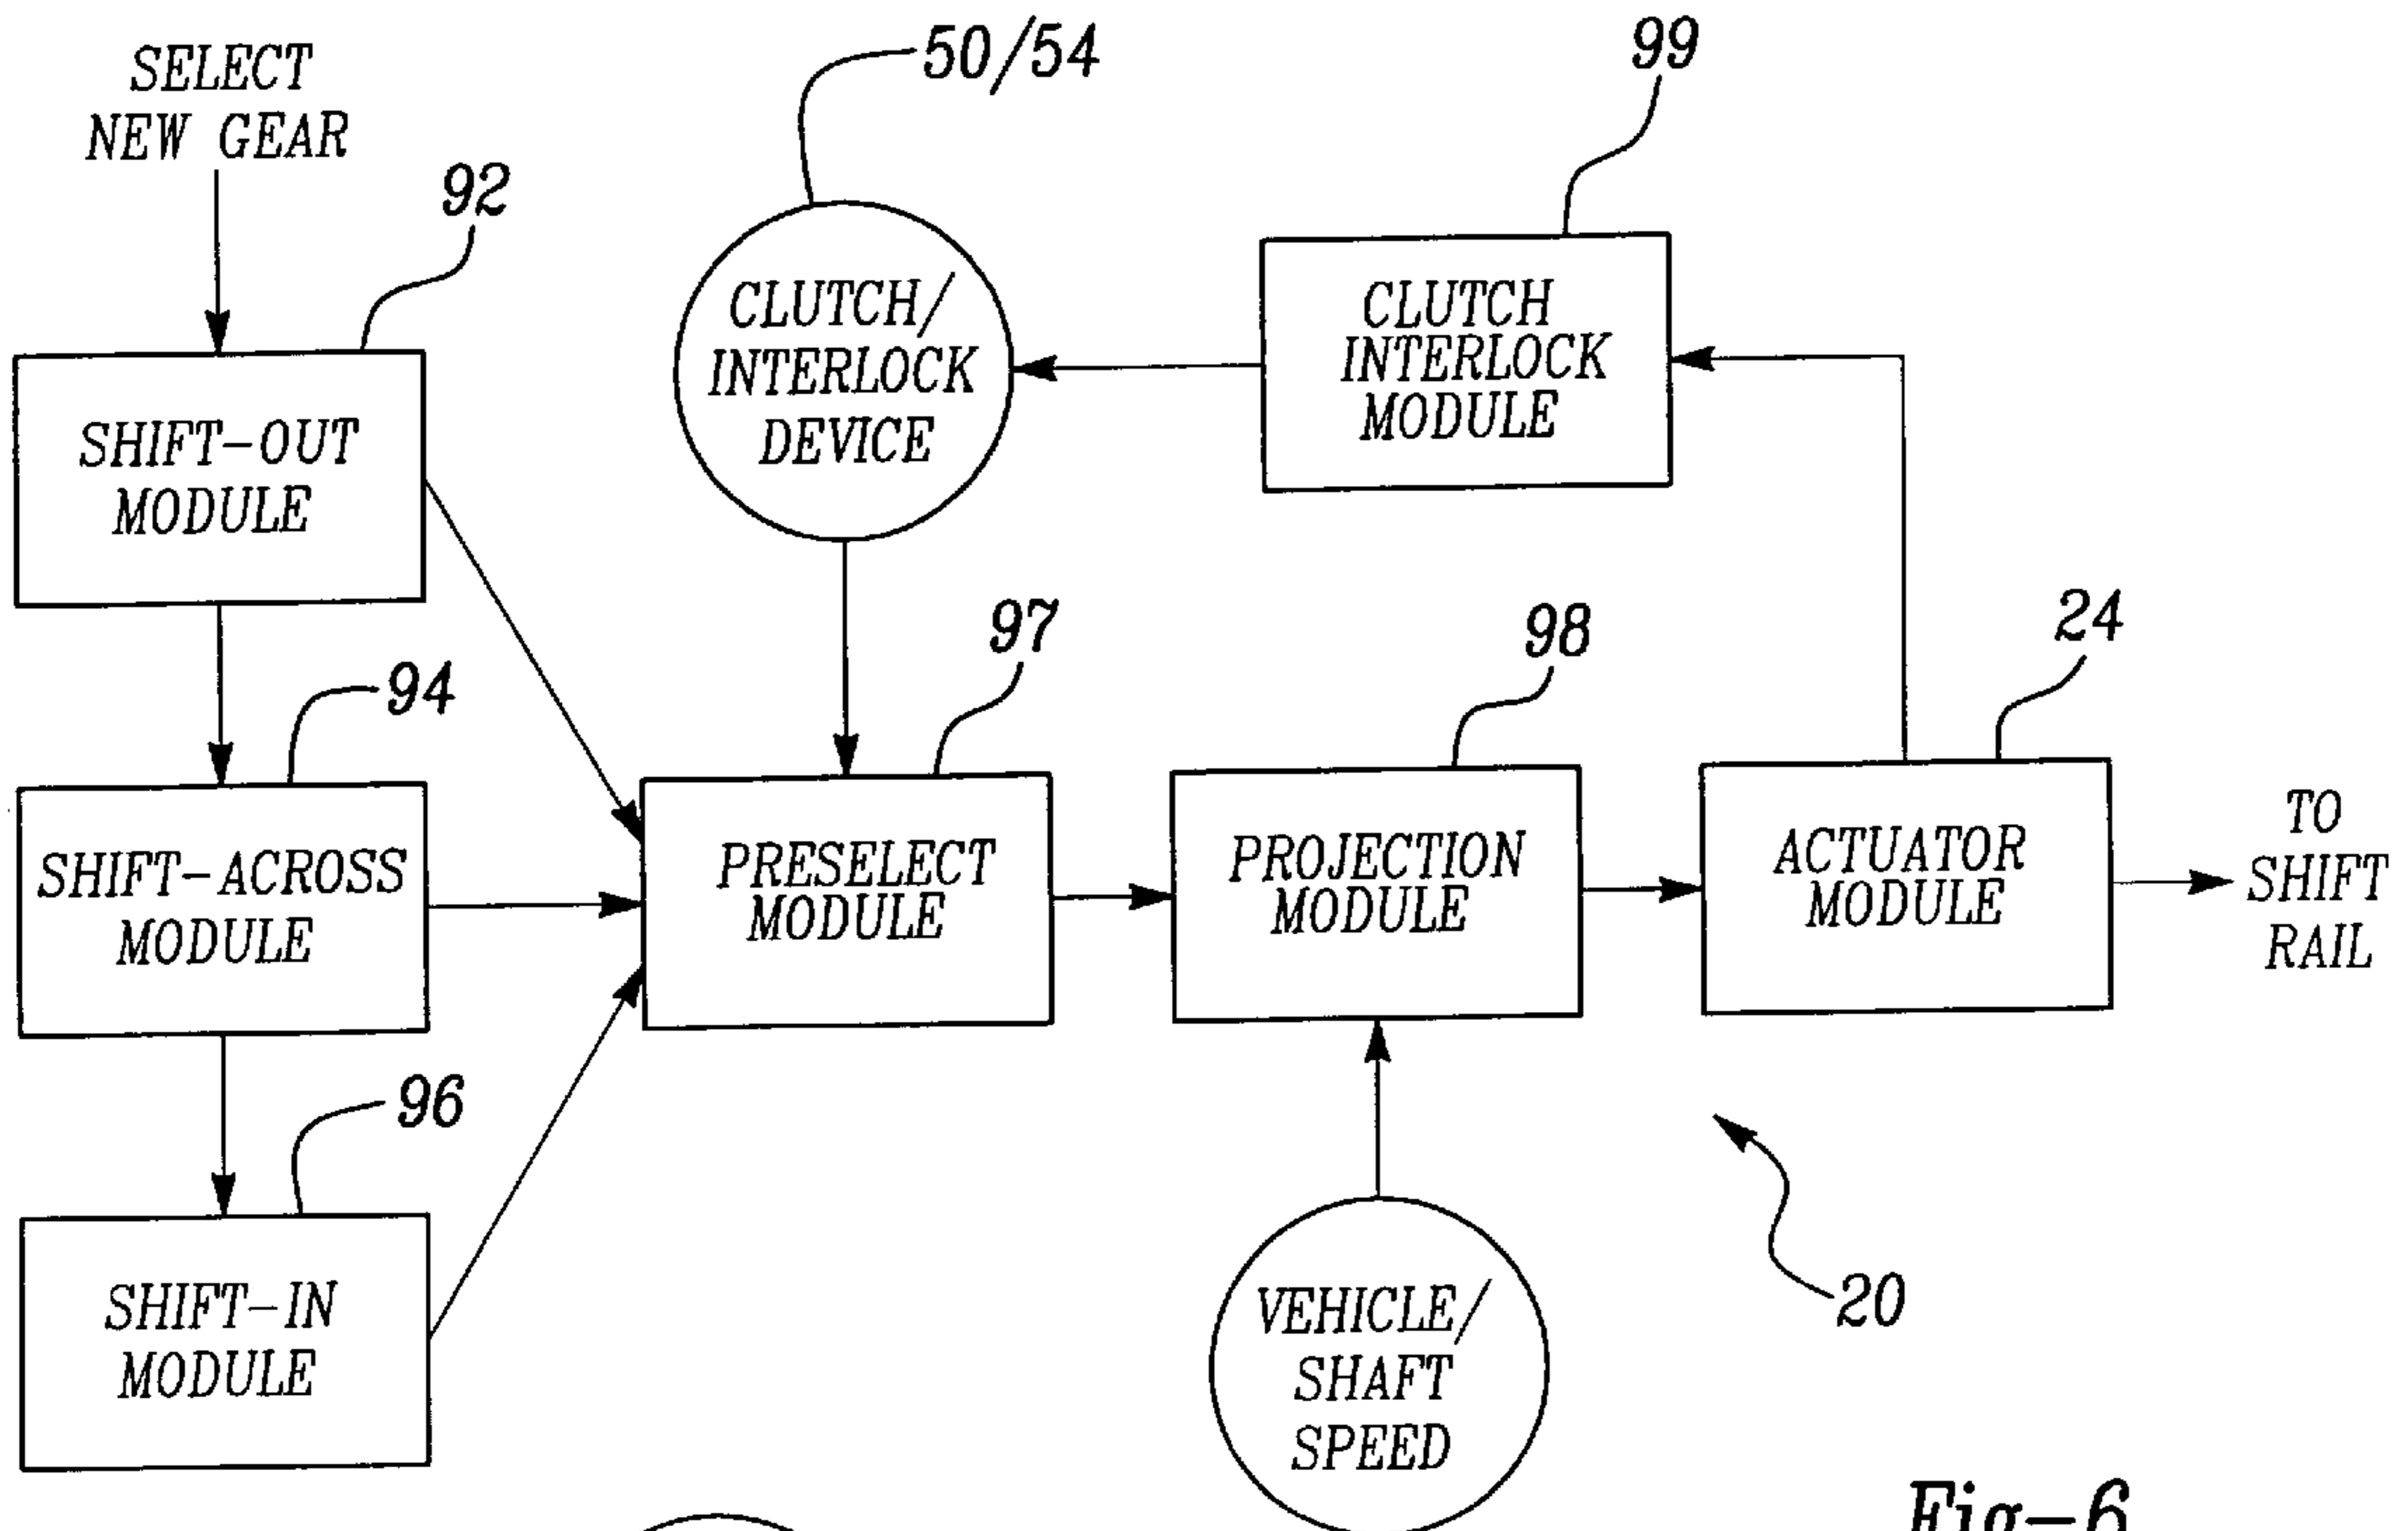 SELECT
NEW GEAR
92
SHIFT-OUT
MODULE
94
SHIFT-ACROSS
MODULE
96
SHIFT-IN
MODULE
50/54
CLUTCH/
INTERLOCK
DEVICE
99
CLUTCH
INTERLOCK
MODULE
97
PRESELECT
MODULE
98
PROJECTION
MODULE
24
ACTUATOR
MODULE
TO
SHIFT
RAIL
VEHICLE/
SHAFT
SPEED
20
Fig-6